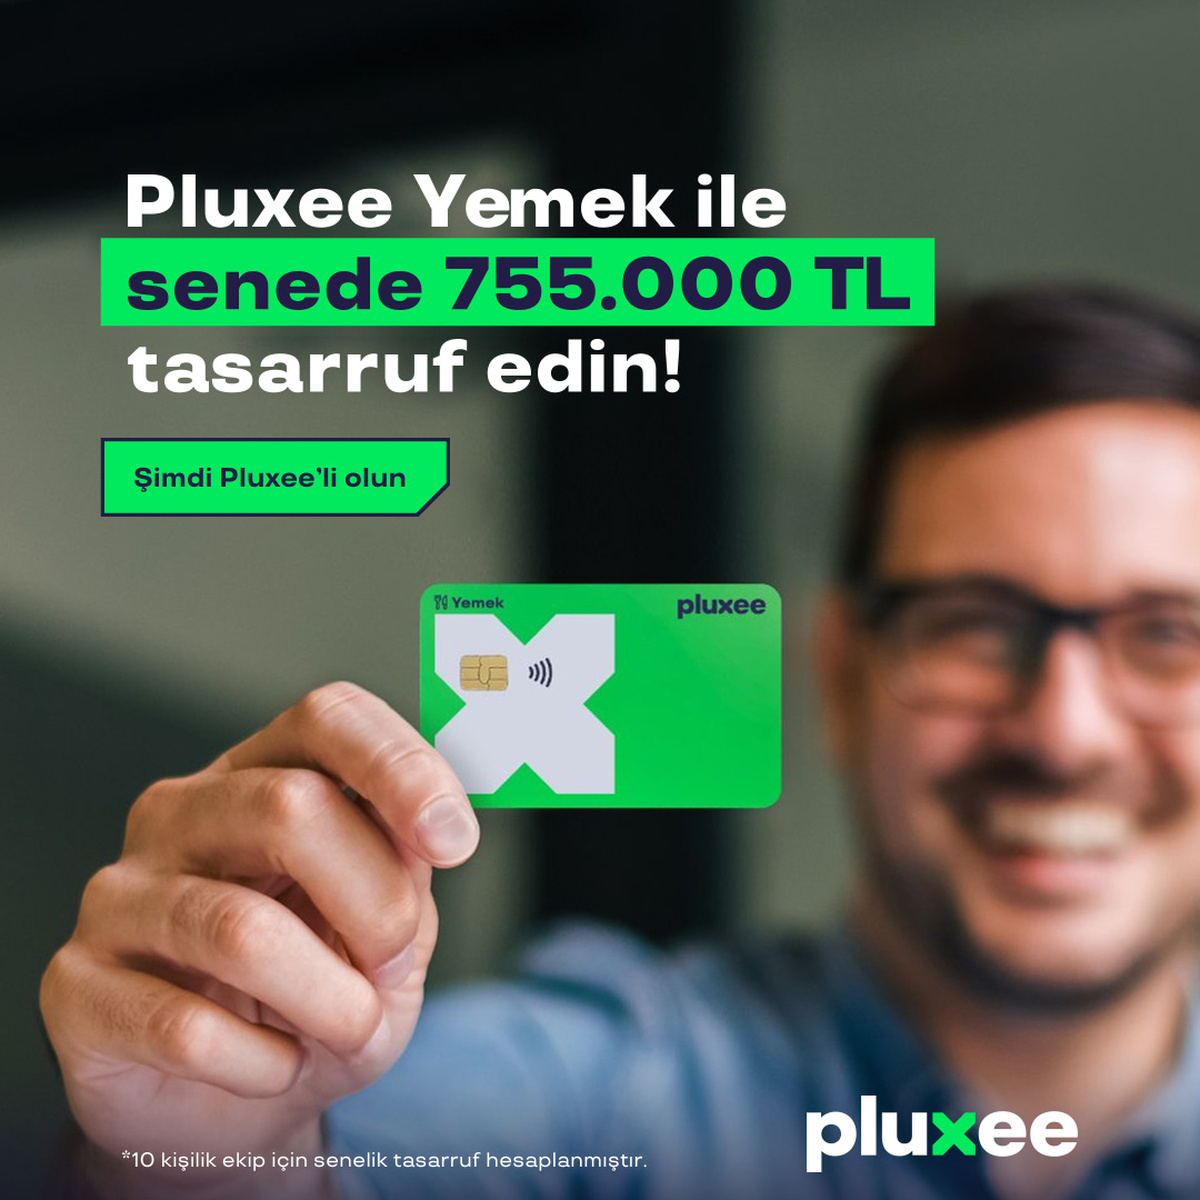 Pluxee Yemek ile
senede 755.000 TL
tasarruf edin!
Şimdi Pluxee'li olun
Yemek
pluxee
*10 kişilik ekip için senelik tasarruf hesaplanmıştır.
pluxee